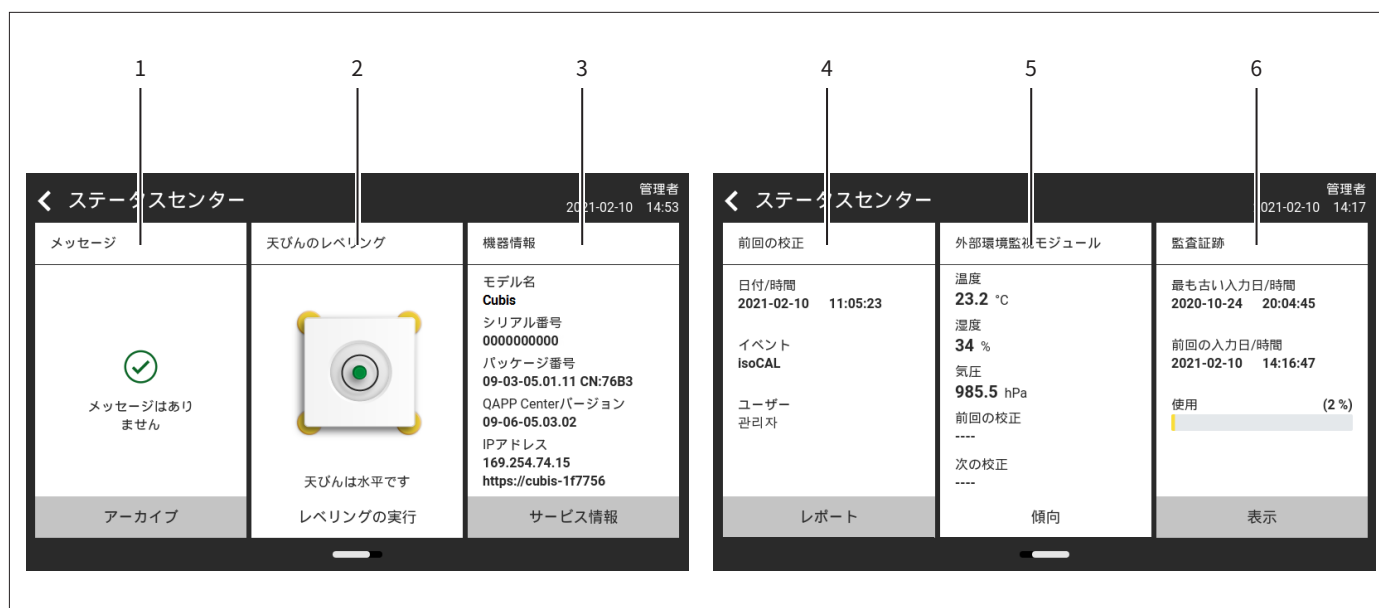 1
2
3
4
5
6
ステータスセンター
管理者
2021-02-10 14:53
メッセージ
メッセージはあり
ません
アーカイブ
天びんのレベリング
天びんは水平です
レベリングの実行
機器情報
モデル名
Cubis
シリアル番号
0000000000
パッケージ番号
09-03-05.01.11 CN:76B3
QAPP Centerバージョン
09-06-05.03.02
IPアドレス
169.254.74.15
https://cubis-1f7756
サービス情報
ステータスセンター
管理者
2021-02-10 14:17
前回の校正
日付/時間
2021-02-10 11:05:23
イベント
isoCAL
ユーザー
관리자
レポート
外部環境監視モジュール
温度
23.2 °C
湿度
34 %
気圧
985.5 hPa
前回の校正
----
次の校正
----
傾向
監査証跡
最も古い入力日/時間
2020-10-24 20:04:45
前回の入力日/時間
2021-02-10 14:16:47
使用 (2 %)
表示